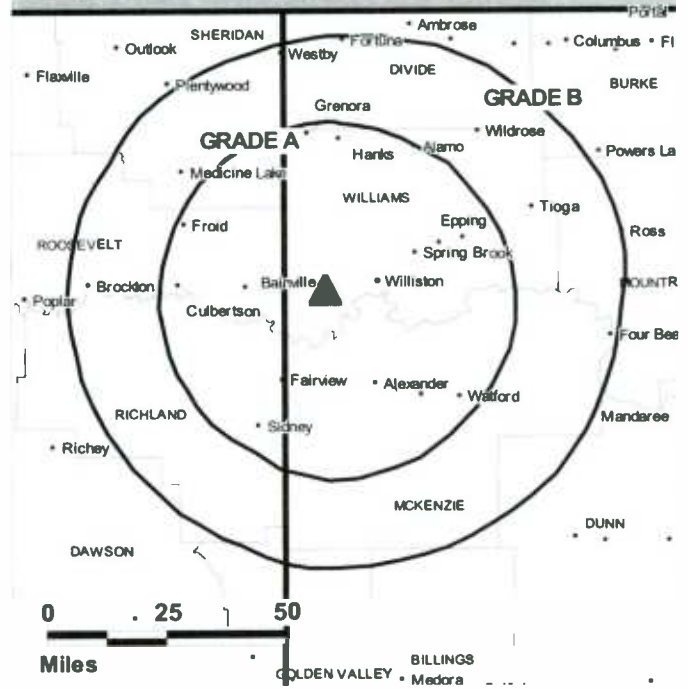 Portal
Ambrose
SHERIDAN
Outlook
Fortuna
Columbus
Fl
Westby
Flaxville
DIVIDE
Plentywood
BURKE
GRADE B
Grenora
GRADE A
Wildrose
Hanks
Alamo
Powers La
Medicine Lake
WILLIAMS
Tioga
Froid
Epping
Ross
ROOSEVELT
Spring Brook
Brockton
Bainville
Williston
MOUNTR
Poplar
Culbertson
Four Bea
Fairview
Alexander
Watford
RICHLAND
Mandaree
Sidney
Richey
MCKENZIE
DUNN
DAWSON
0 25 50
Miles
BILLINGS
GOLDEN VALLEY
Medora